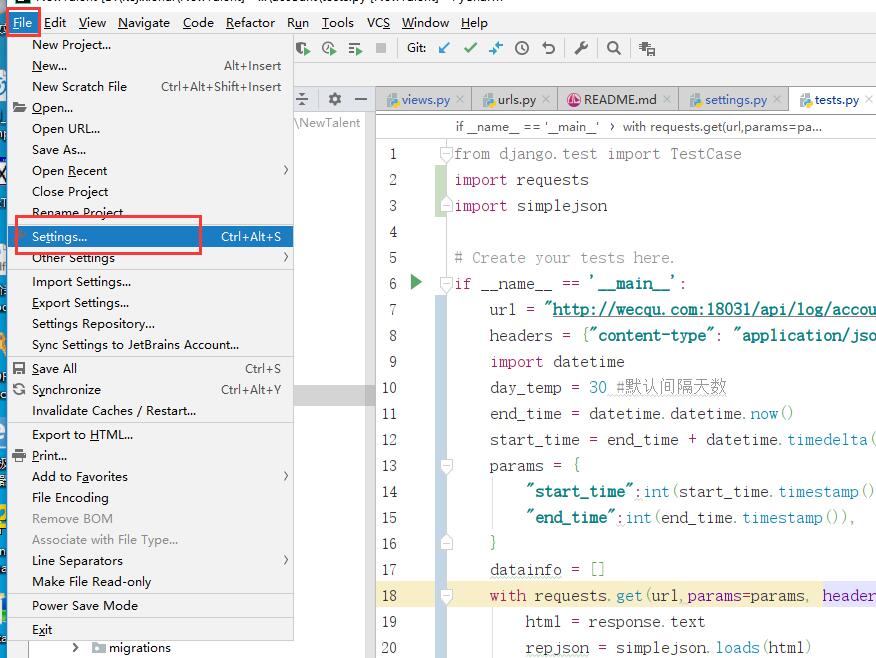 File Edit View Navigate Code Refactor Run Tools VCS Window Help
Git:
New Project...
New... Alt+Insert
New Scratch File Ctrl+Alt+Shift+Insert
Open...
Open URL...
Save As...
Open Recent
Close Project
Rename Project...
Settings... Ctrl+Alt+S
Other Settings
Import Settings...
Export Settings...
Settings Repository...
Sync Settings to JetBrains Account...
Save All Ctrl+S
Synchronize Ctrl+Alt+Y
Invalidate Caches / Restart...
Export to HTML...
Print...
Add to Favorites
File Encoding
Remove BOM
Associate with File Type...
Line Separators
Make File Read-only
Power Save Mode
Exit
migrations
\NewTalent
views.py urls.py README.md settings.py tests.py
if __name__ == '__main__' › with requests.get(url,params=pa...
1 from django.test import TestCase
2 import requests
3 import simplejson
4
5 # Create your tests here.
6 if __name__ == '__main__':
7 url = "http://wecqu.com:18031/api/log/accou
8 headers = {"content-type": "application/jso
9 import datetime
10 day_temp = 30 #默认间隔天数
11 end_time = datetime.datetime.now()
12 start_time = end_time + datetime.timedelta(
13 params = {
14 "start_time":int(start_time.timestamp()
15 "end_time":int(end_time.timestamp()),
16 }
17 datainfo = []
18 with requests.get(url,params=params, header
19 html = response.text
20 repjson = simplejson.loads(html)